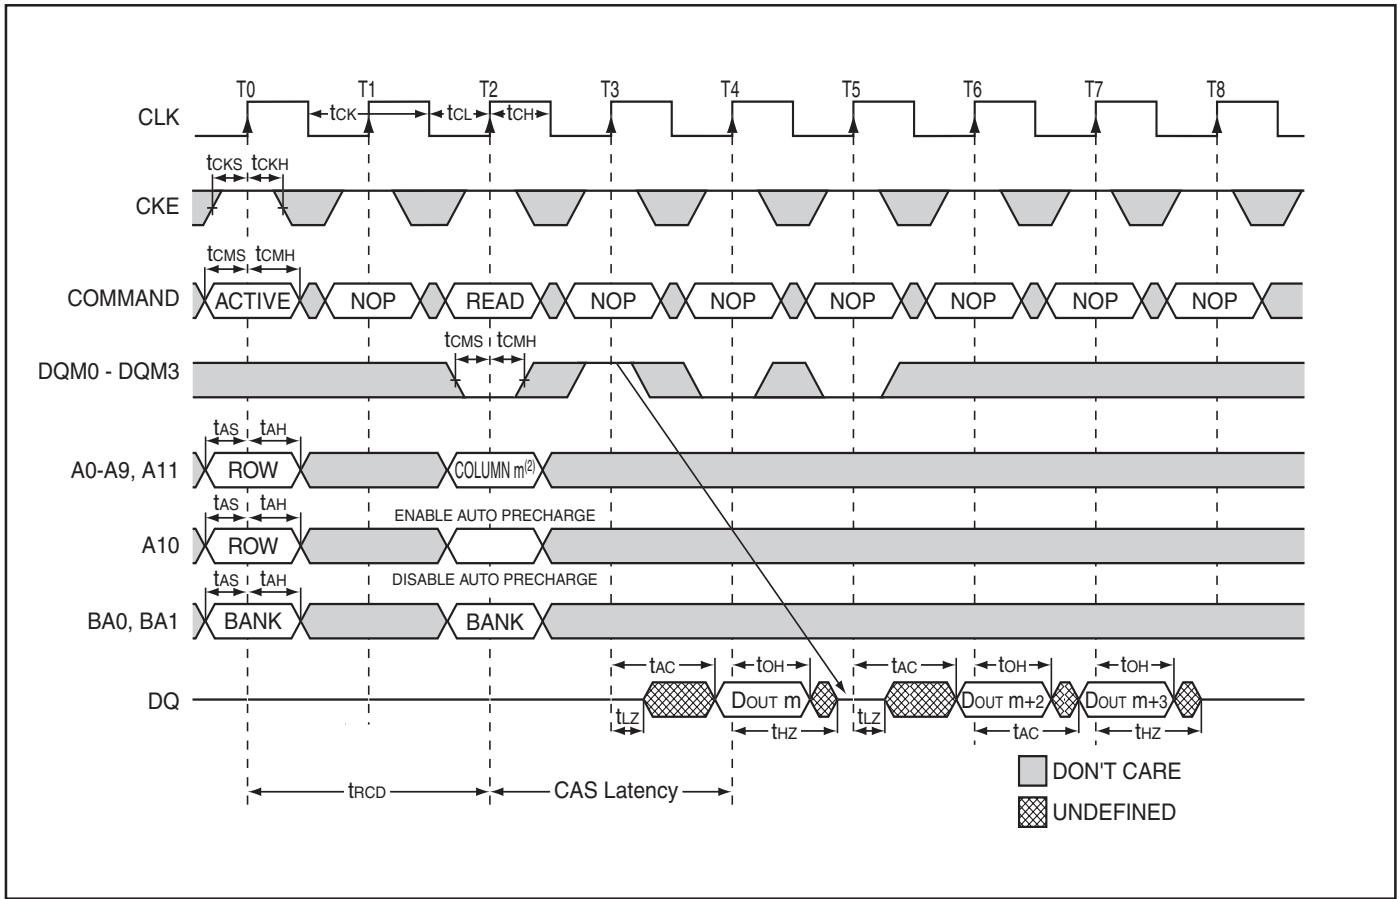 T0 T1 T2 T3 T4 T5 T6 T7 T8
CLK tCK tCL tCH
tCKS tCKH
CKE
tCMS tCMH
COMMAND ACTIVE NOP READ NOP NOP NOP NOP NOP NOP
tCMS tCMH
DQM0 - DQM3
tAS tAH
A0-A9, A11 ROW COLUMN m(2)
tAS tAH ENABLE AUTO PRECHARGE
A10 ROW
tAS tAH DISABLE AUTO PRECHARGE
BA0, BA1 BANK BANK
tAC tOH tAC tOH tOH
DQ DOUT m DOUT m+2 DOUT m+3
tLZ tHZ tLZ tAC tHZ
DON'T CARE
tRCD CAS Latency
UNDEFINED